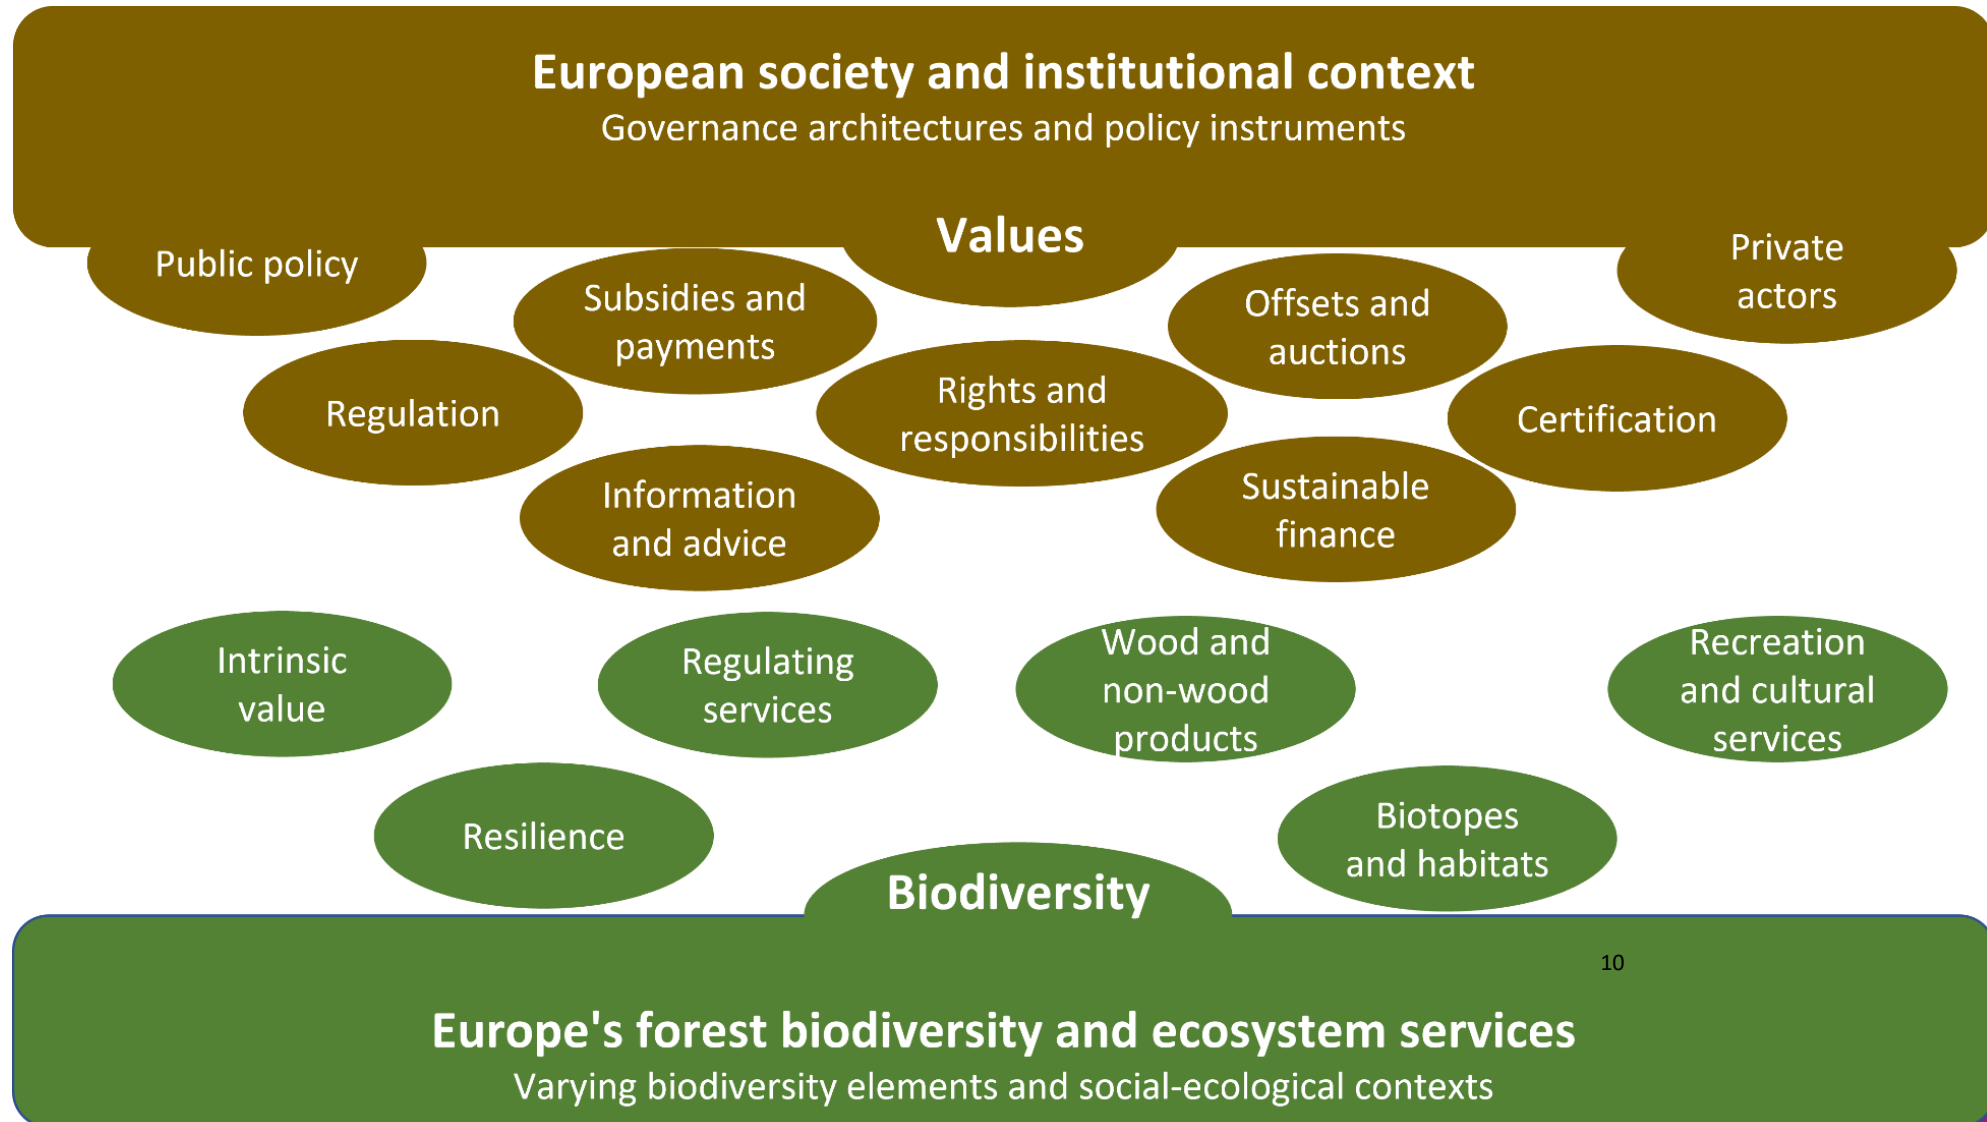 European society and institutional context
Governance architectures and policy instruments
Values
Public policy
Private
actors
Subsidies and
payments
Offsets and
auctions
Regulation
Rights and
responsibilities
Certification
Information
and advice
Sustainable
finance
Intrinsic
value
Regulating
services
Wood and
non-wood
products
Recreation
and cultural
services
Resilience
Biotopes
and habitats
Biodiversity
10
Europe's forest biodiversity and ecosystem services
Varying biodiversity elements and social-ecological contexts